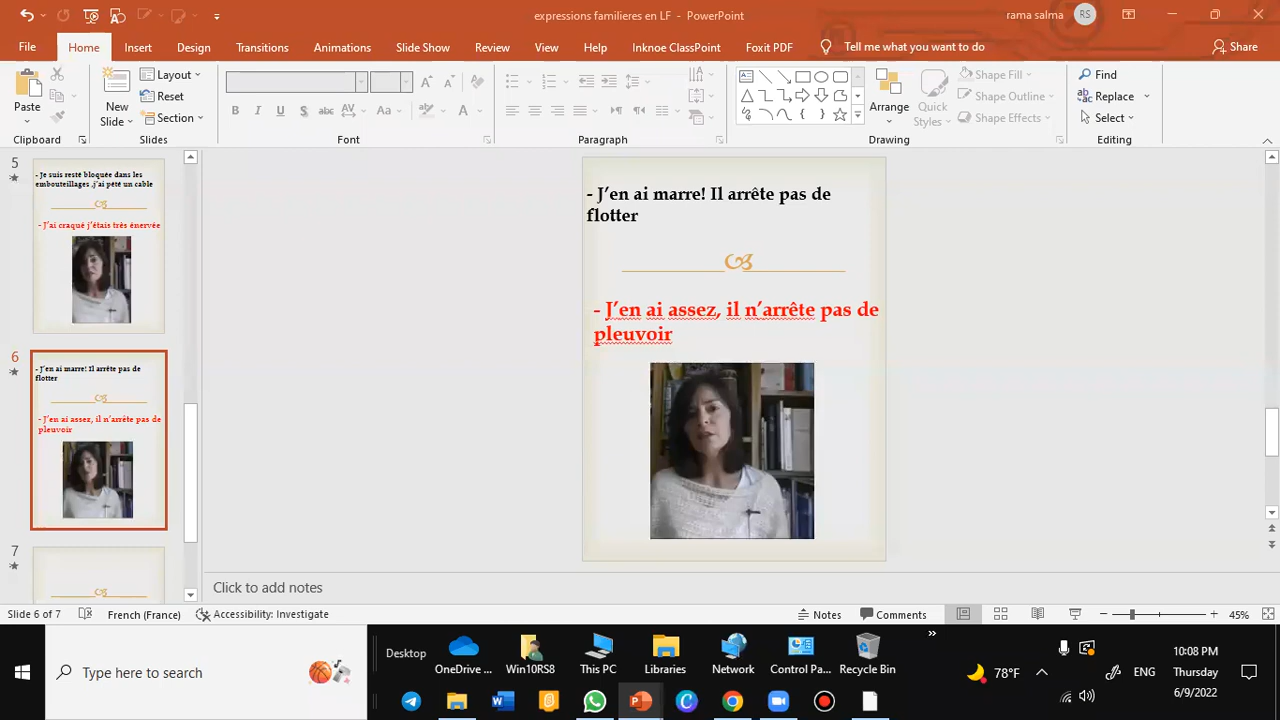 expressions familieres en LF - PowerPoint
rama salma
RS
File
Home
Insert
Design
Transitions
Animations
Slide Show
Review
View
Help
Inknoe ClassPoint
Foxit PDF
Tell me what you want to do
Share
Paste
Clipboard
New
Slide
Layout
Reset
Section
Slides
B
I
U
S
abc
AV
Aa
A
Font
Paragraph
Arrange
Quick
Styles
Shape Fill
Shape Outline
Shape Effects
Drawing
Find
Replace
Select
Editing
5
- Je suis resté bloquée dans les
embouteillages ,j'ai pété un cable
- J'ai craqué j'étais très énervée
6
- J'en ai marre! Il arrête pas de
flotter
- J'en ai assez, il n'arrête pas de
pleuvoir
7
- J'en ai marre! Il arrête pas de
flotter
- J'en ai assez, il n'arrête pas de
pleuvoir
Click to add notes
Slide 6 of 7
French (France)
Accessibility: Investigate
Notes
Comments
45%
Type here to search
Desktop
OneDrive ...
Win10RS8
This PC
Libraries
Network
Control Pa...
Recycle Bin
78°F
ENG
10:08 PM
Thursday
6/9/2022